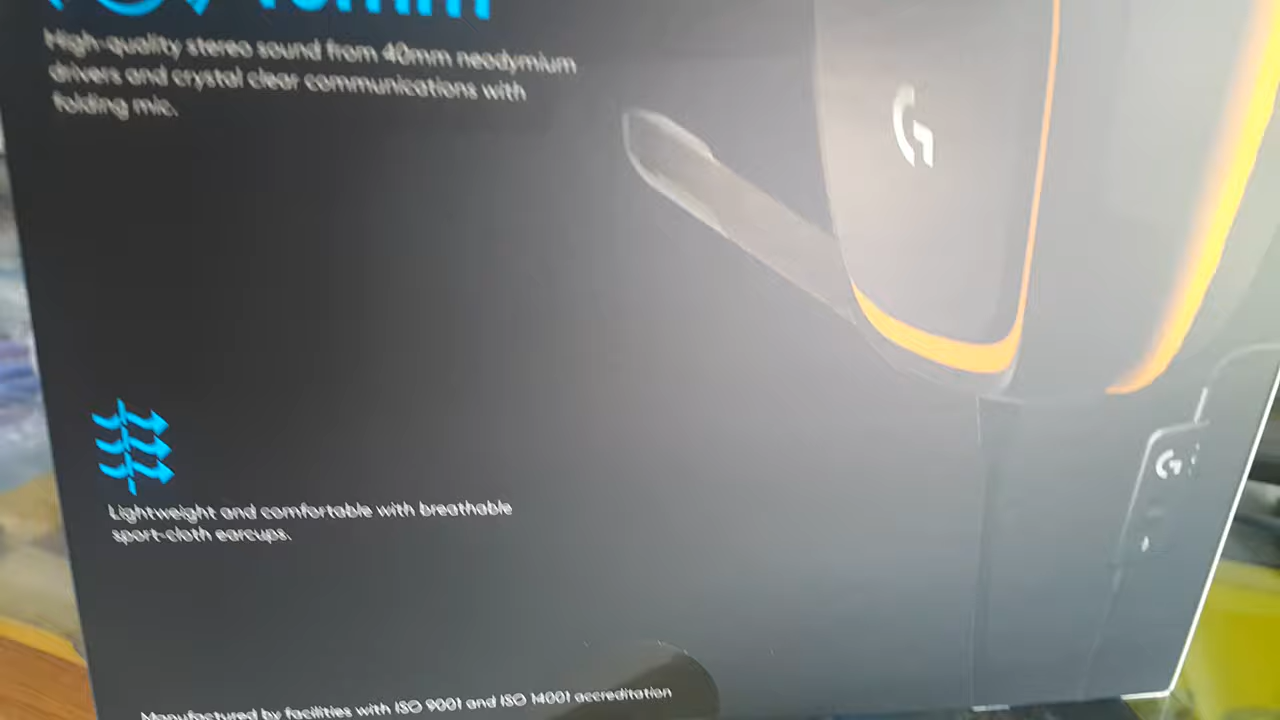 40mm
High-quality stereo sound from 40mm neodymium
drivers and crystal clear communications with
folding mic.
Lightweight and comfortable with breathable
sport-cloth earcups.
Manufactured by facilities with ISO 9001 and ISO 14001 accreditation